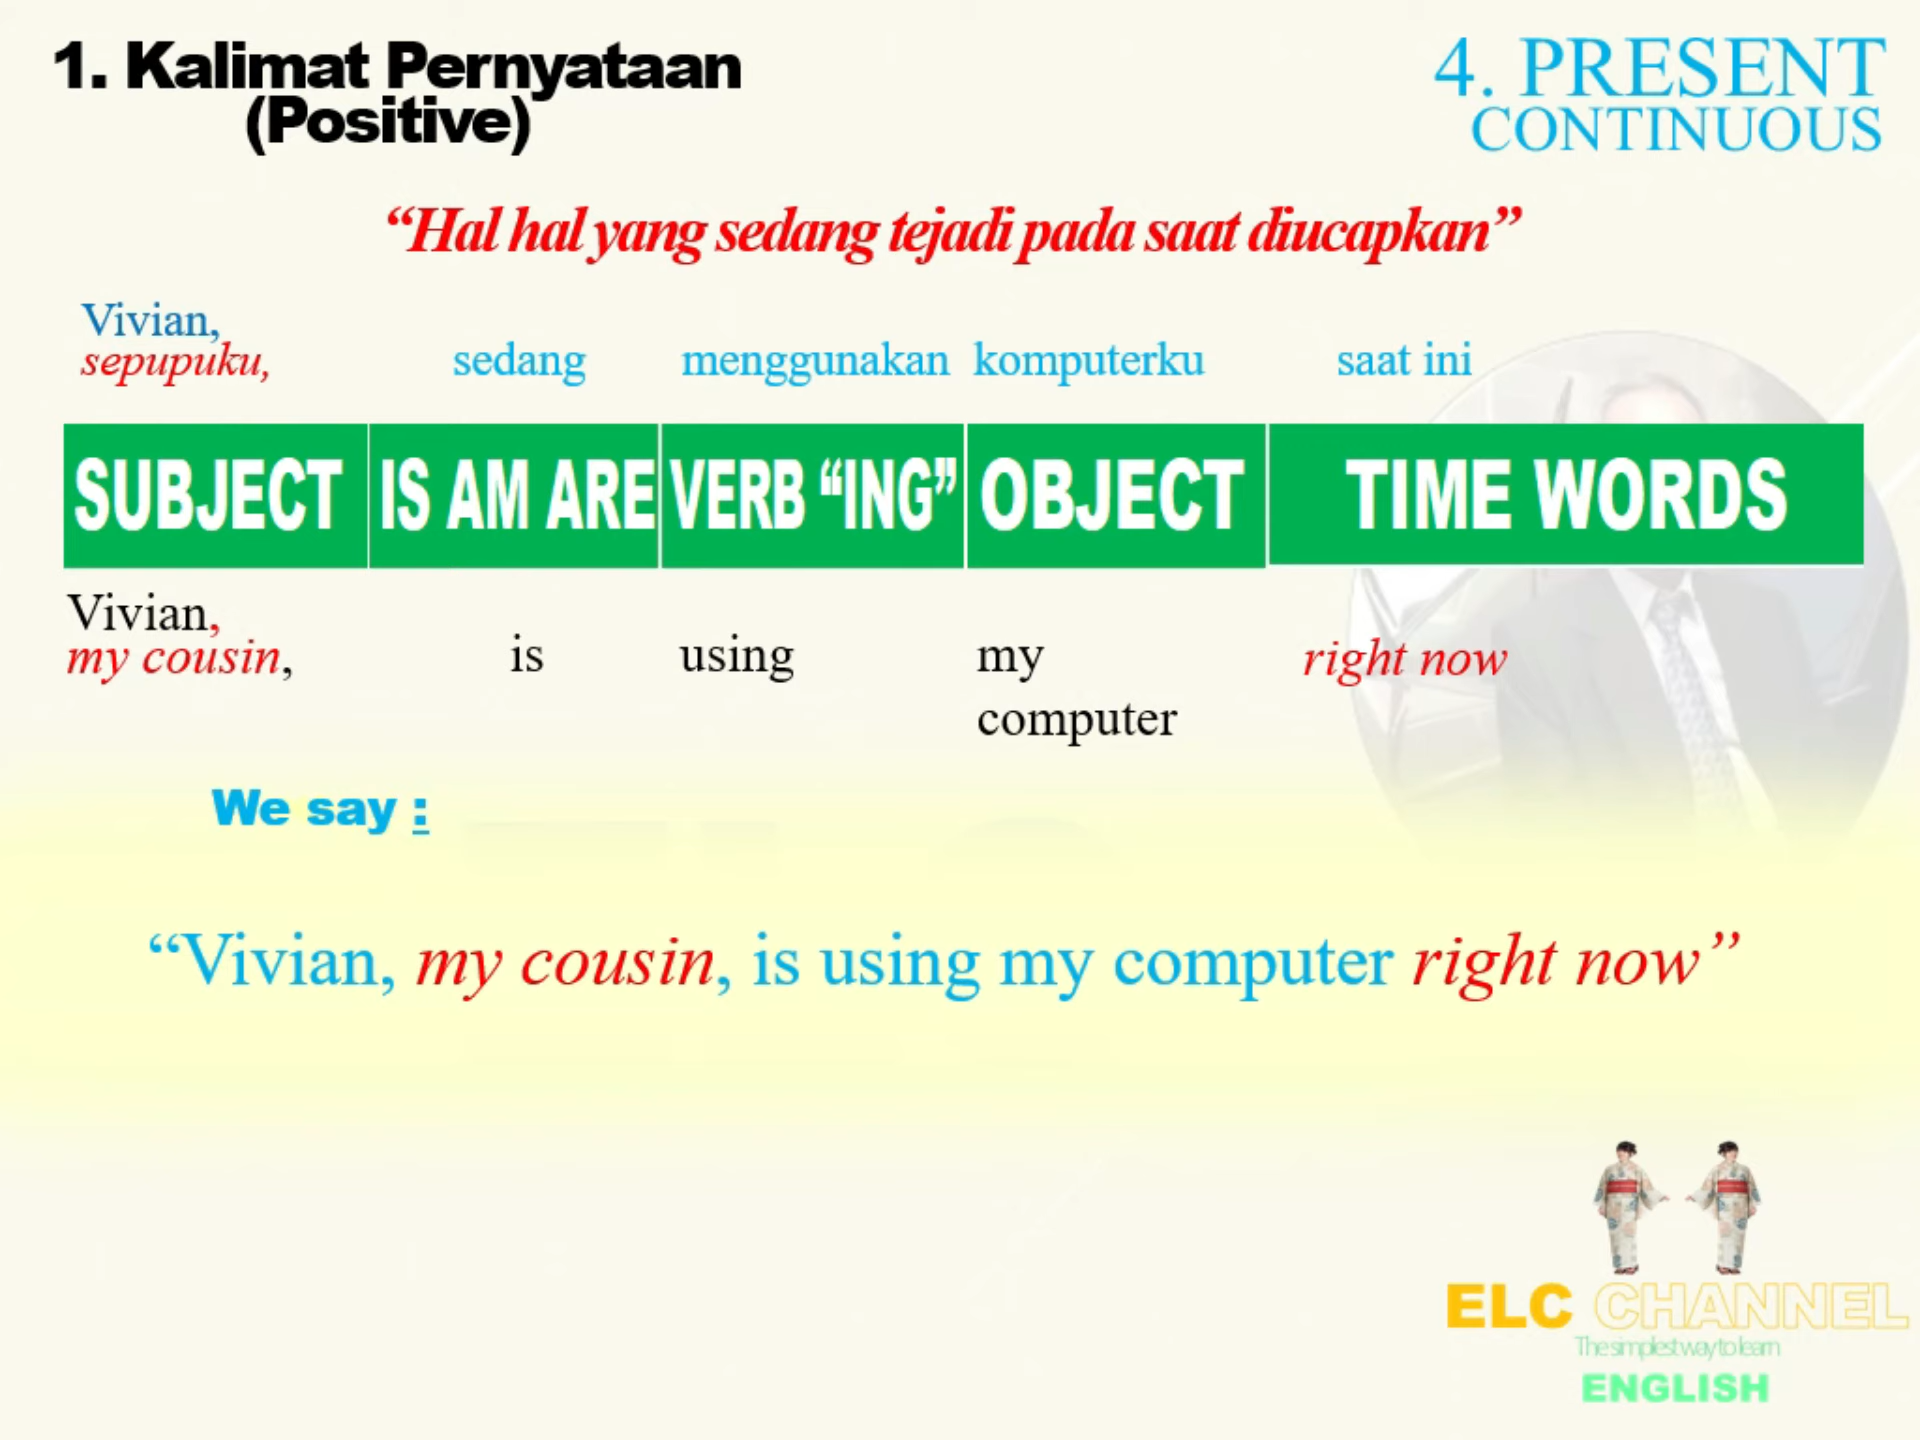 1. Kalimat Pernyataan
(Positive)
4. PRESENT
CONTINUOUS
“Hal hal yang sedang tejadi pada saat diucapkan”
Vivian,
sepupuku, sedang menggunakan komputerku saat ini
SUBJECT IS AM ARE VERB “ING” OBJECT TIME WORDS
Vivian,
my cousin, is using my right now
computer
We say :
“Vivian, my cousin, is using my computer right now”
ELC CHANNEL
The simplest way to learn
ENGLISH